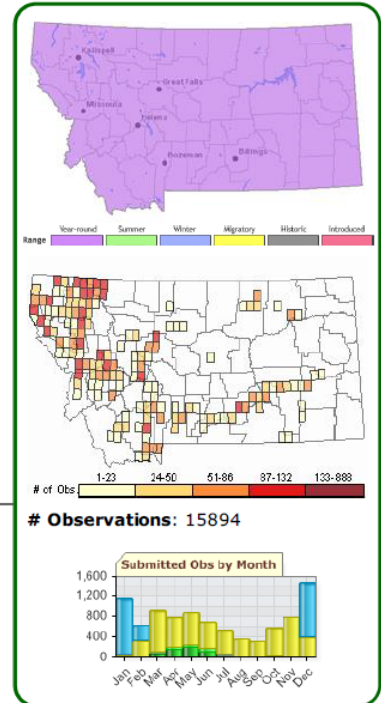 Kalispell
Great Falls
Missoula
Helena
Bozeman
Billings
Year-round Summer Winter Migratory Historic Introduced
Range
1-23 24-50 51-86 87-132 133-888
# of Obs.
# Observations: 15894
Submitted Obs by Month
1,600
1,200
800
400
0
Jan Feb Mar Apr May Jun Jul Aug Sep Oct Nov Dec